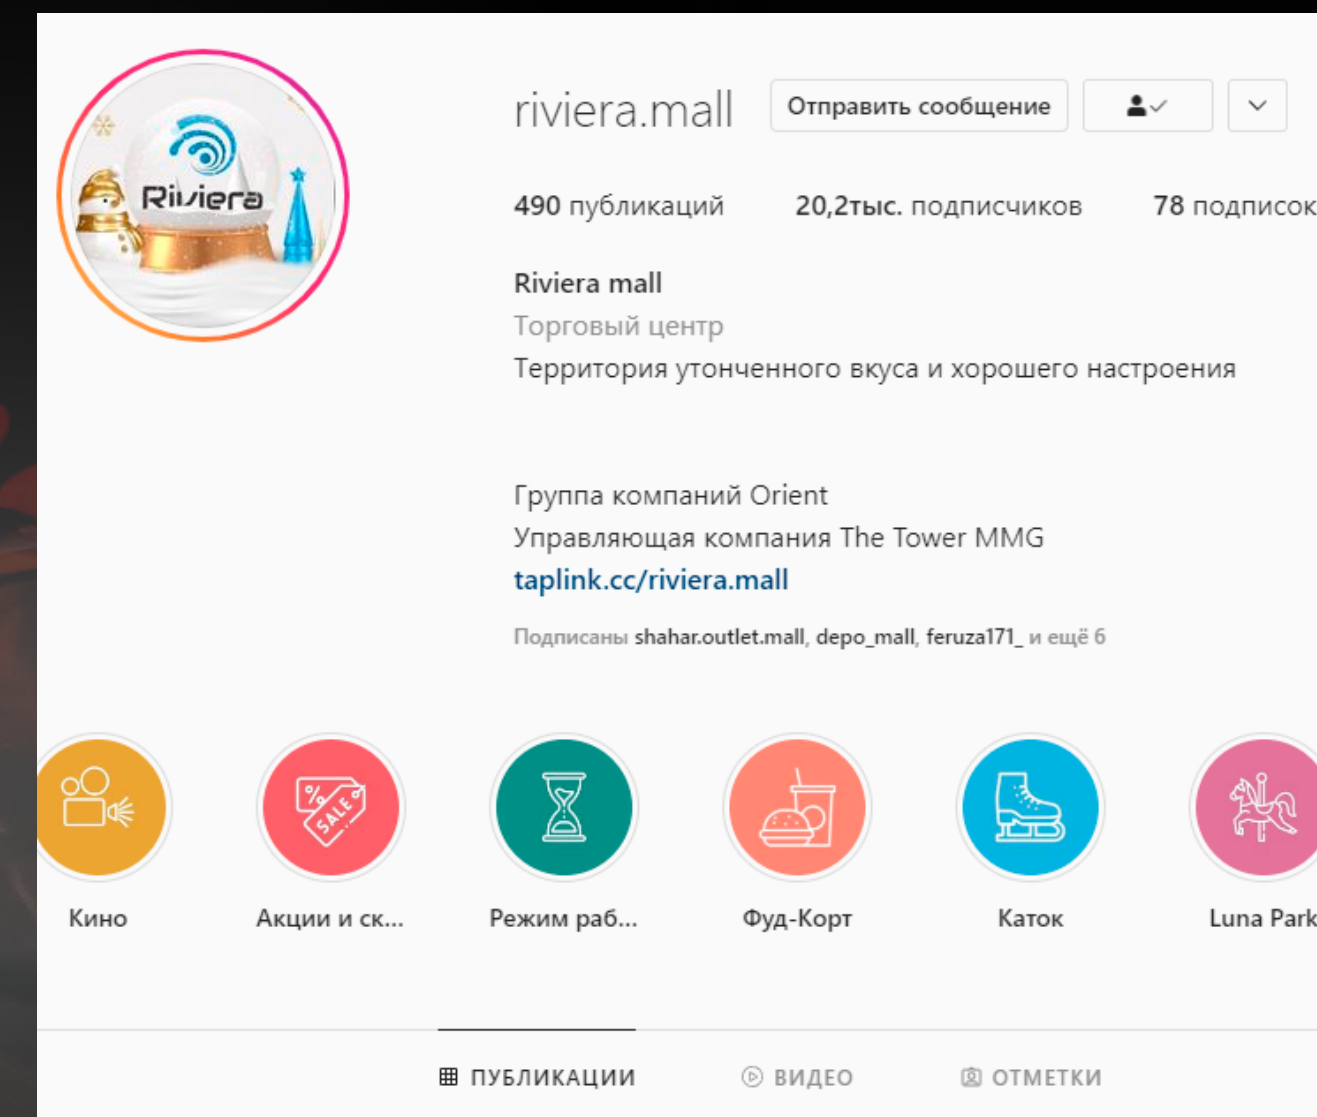 Riviera
riviera.mall
Отправить сообщение
490 публикаций 20,2тыс. подписчиков 78 подписок
Riviera mall
Торговый центр
Территория утонченного вкуса и хорошего настроения
Группа компаний Orient
Управляющая компания The Tower MMG
taplink.cc/riviera.mall
Подписаны shahar.outlet.mall, depo_mall, feruza171_ и ещё 6
% SALE
Кино Акции и ск... Режим раб... Фуд-Корт Каток Luna Park
ПУБЛИКАЦИИ ВИДЕО ОТМЕТКИ